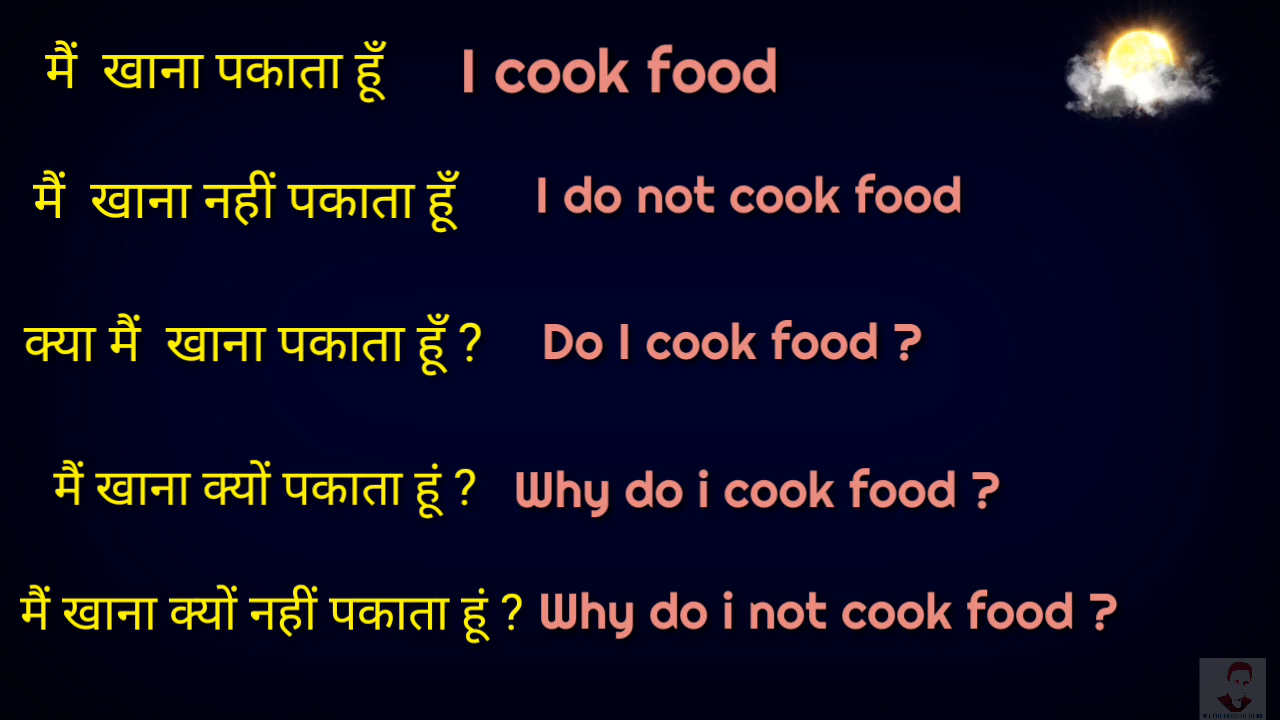 मैं खाना पकाता हूँ I cook food
मैं खाना नहीं पकाता हूँ I do not cook food
क्या मैं खाना पकाता हूँ ? Do I cook food ?
मैं खाना क्यों पकाता हूं ? Why do i cook food ?
मैं खाना क्यों नहीं पकाता हूं ? Why do i not cook food ?